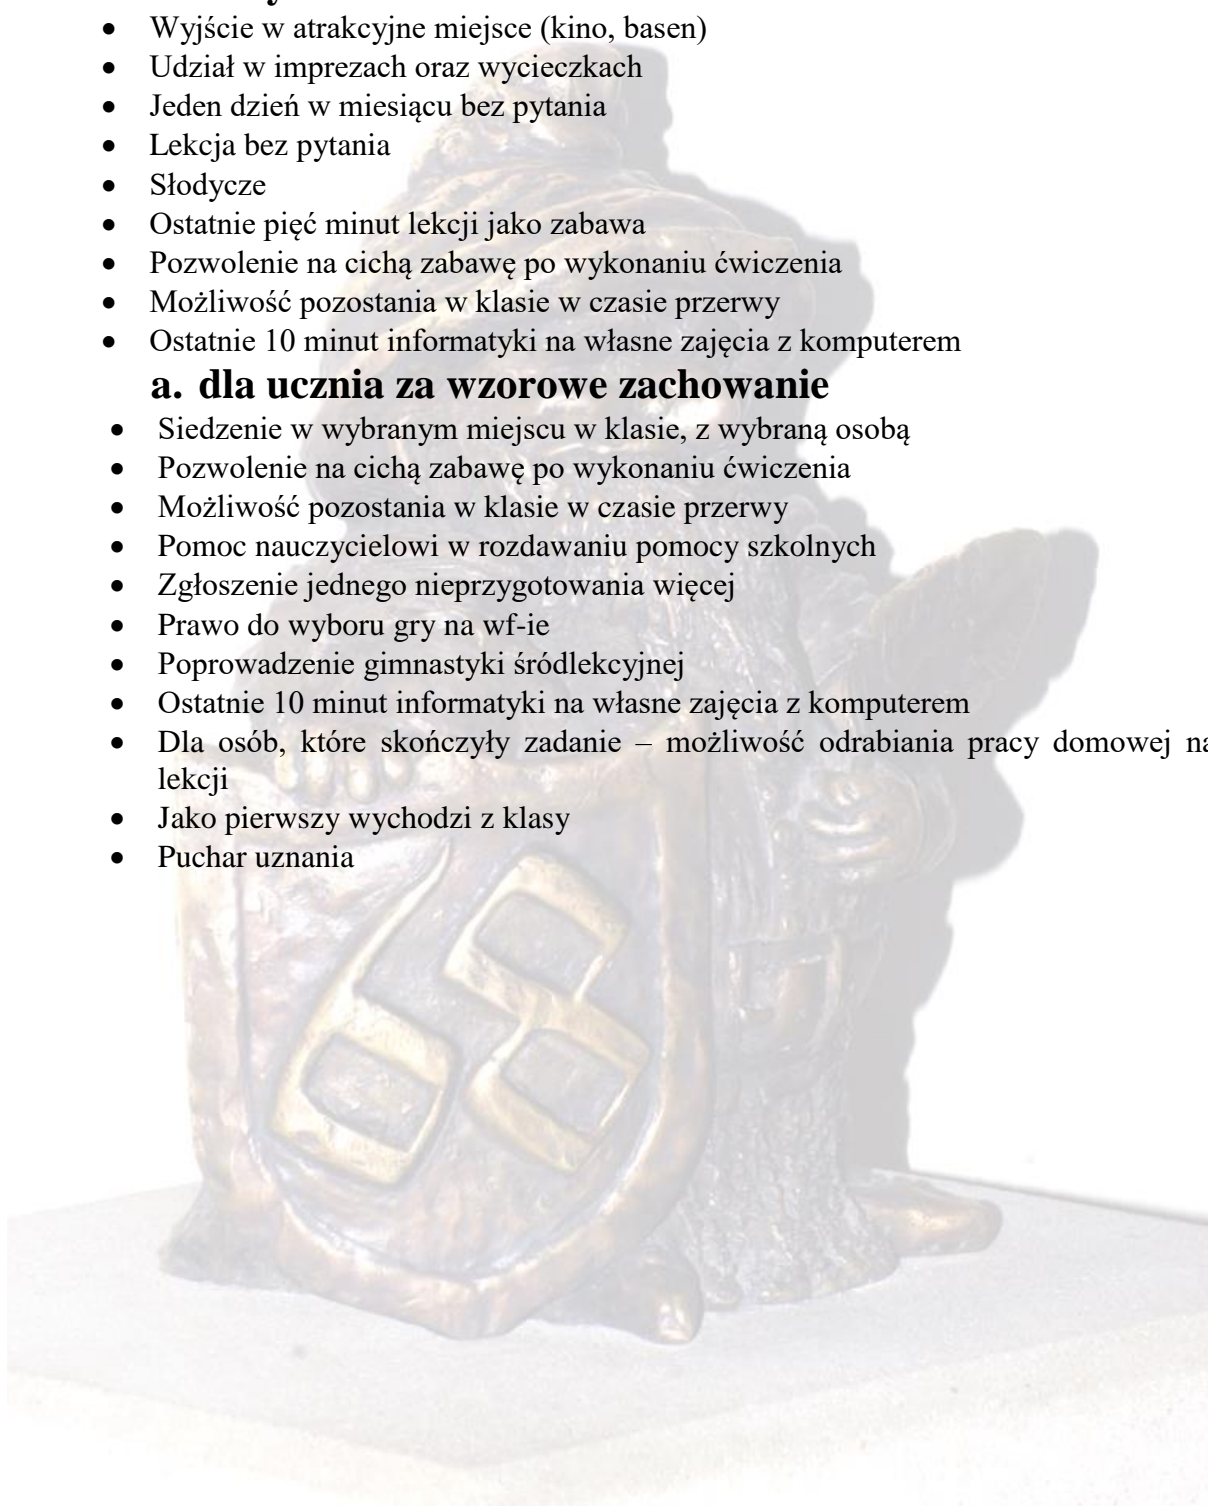 • Wyjście w atrakcyjne miejsce (kino, basen)
• Udział w imprezach oraz wycieczkach
• Jeden dzień w miesiącu bez pytania
• Lekcja bez pytania
• Słodycze
• Ostatnie pięć minut lekcji jako zabawa
• Pozwolenie na cichą zabawę po wykonaniu ćwiczenia
• Możliwość pozostania w klasie w czasie przerwy
• Ostatnie 10 minut informatyki na własne zajęcia z komputerem
a. dla ucznia za wzorowe zachowanie
• Siedzenie w wybranym miejscu w klasie, z wybraną osobą
• Pozwolenie na cichą zabawę po wykonaniu ćwiczenia
• Możliwość pozostania w klasie w czasie przerwy
• Pomoc nauczycielowi w rozdawaniu pomocy szkolnych
• Zgłoszenie jednego nieprzygotowania więcej
• Prawo do wyboru gry na wf-ie
• Poprowadzenie gimnastyki śródlekcyjnej
• Ostatnie 10 minut informatyki na własne zajęcia z komputerem
• Dla osób, które skończyły zadanie – możliwość odrabiania pracy domowej na
lekcji
• Jako pierwszy wychodzi z klasy
• Puchar uznania
68